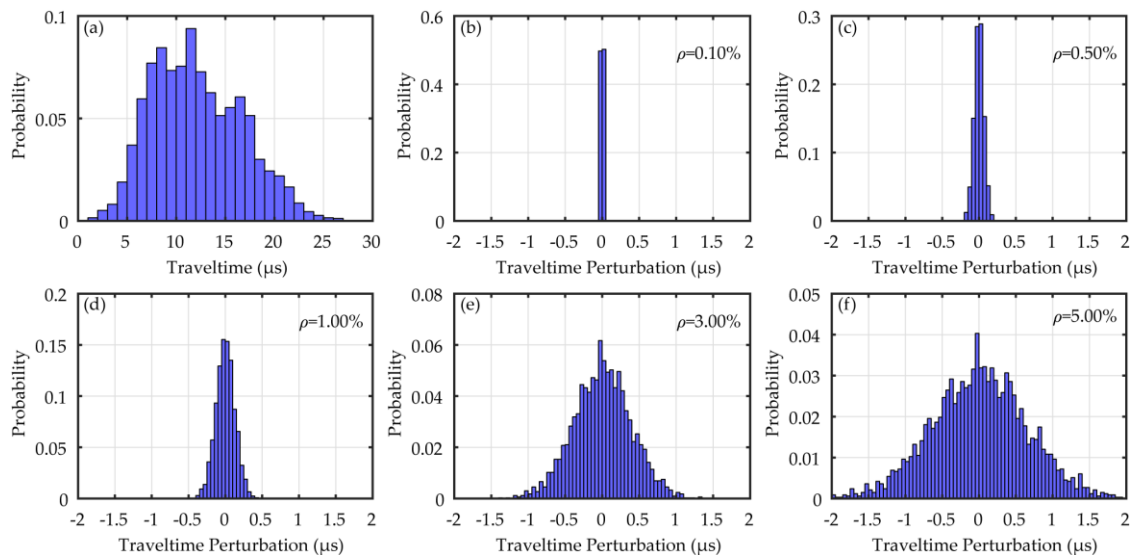 (a)
Probability
0.1
0.05
0
0 5 10 15 20 25 30
Traveltime (μs)
(b)
ρ=0.10%
Probability
0.6
0.4
0.2
0
-2 -1.5 -1 -0.5 0 0.5 1 1.5 2
Traveltime Perturbation (μs)
(c)
ρ=0.50%
Probability
0.3
0.2
0.1
0
-2 -1.5 -1 -0.5 0 0.5 1 1.5 2
Traveltime Perturbation (μs)
(d)
ρ=1.00%
Probability
0.2
0.15
0.1
0.05
0
-2 -1.5 -1 -0.5 0 0.5 1 1.5 2
Traveltime Perturbation (μs)
(e)
ρ=3.00%
Probability
0.08
0.06
0.04
0.02
0
-2 -1.5 -1 -0.5 0 0.5 1 1.5 2
Traveltime Perturbation (μs)
(f)
ρ=5.00%
Probability
0.05
0.04
0.03
0.02
0.01
0
-2 -1.5 -1 -0.5 0 0.5 1 1.5 2
Traveltime Perturbation (μs)